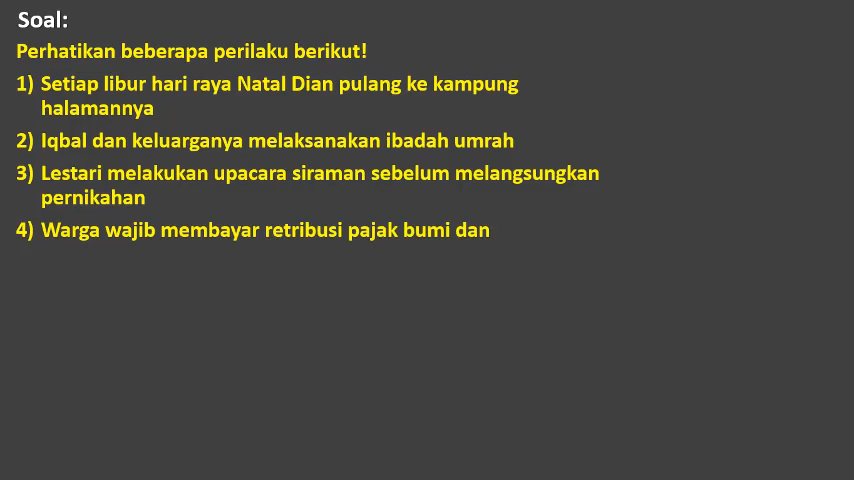 Soal:
Perhatikan beberapa perilaku berikut!
1) Setiap libur hari raya Natal Dian pulang ke kampung
halamannya
2) Iqbal dan keluarganya melaksanakan ibadah umrah
3) Lestari melakukan upacara siraman sebelum melangsungkan
pernikahan
4) Warga wajib membayar retribusi pajak bumi dan